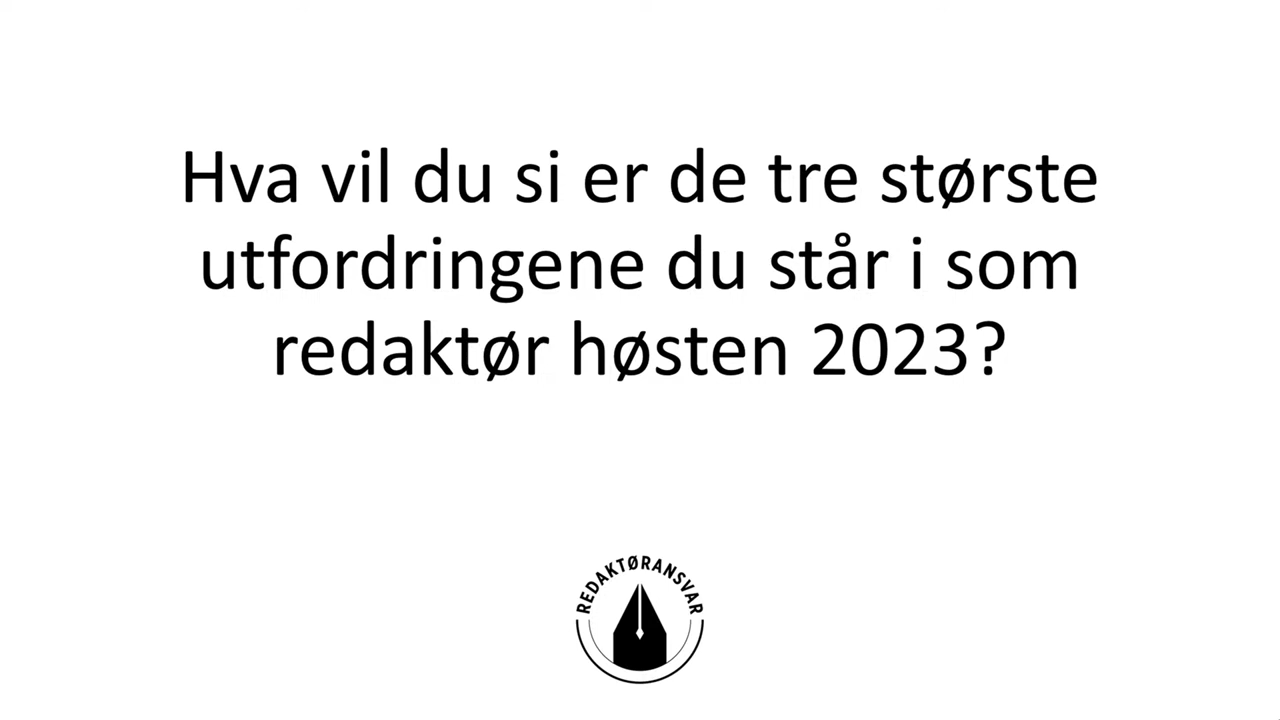 Hva vil du si er de tre største
utfordringene du står i som
redaktør høsten 2023?
REDAKTØRANSVAR